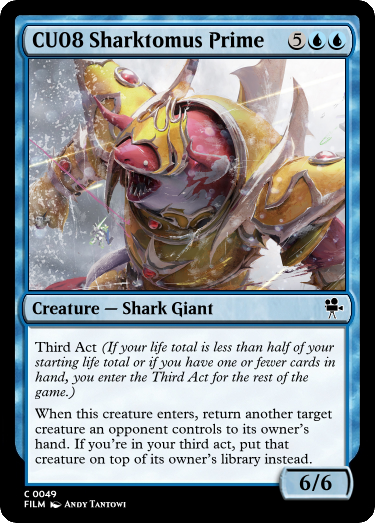 CU08 Sharktomus Prime 5
Creature — Shark Giant
Third Act (If your life total is less than half of your
starting life total or if you have one or fewer cards in
hand, you enter the Third Act for the rest of the
game.)
When this creature enters, return another target
creature an opponent controls to its owner's
hand. If you're in your third act, put that
creature on top of its owner's library instead.
6/6
C 0049
FILM Andy Tantowi